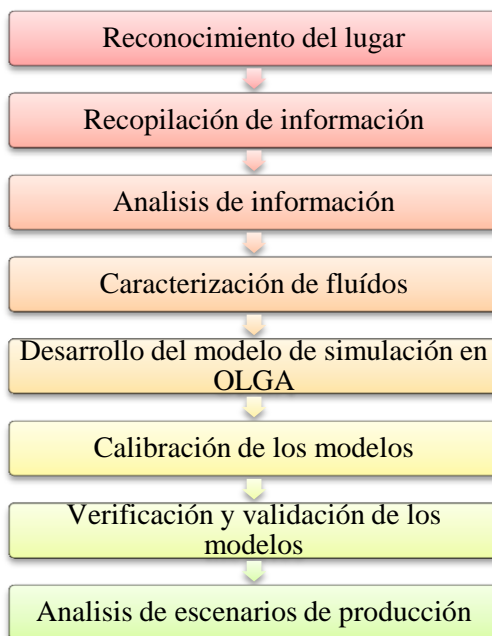 Reconocimiento del lugar
Recopilación de información
Analisis de información
Caracterización de fluídos
Desarrollo del modelo de simulación en
OLGA
Calibración de los modelos
Verificación y validación de los
modelos
Analisis de escenarios de producción